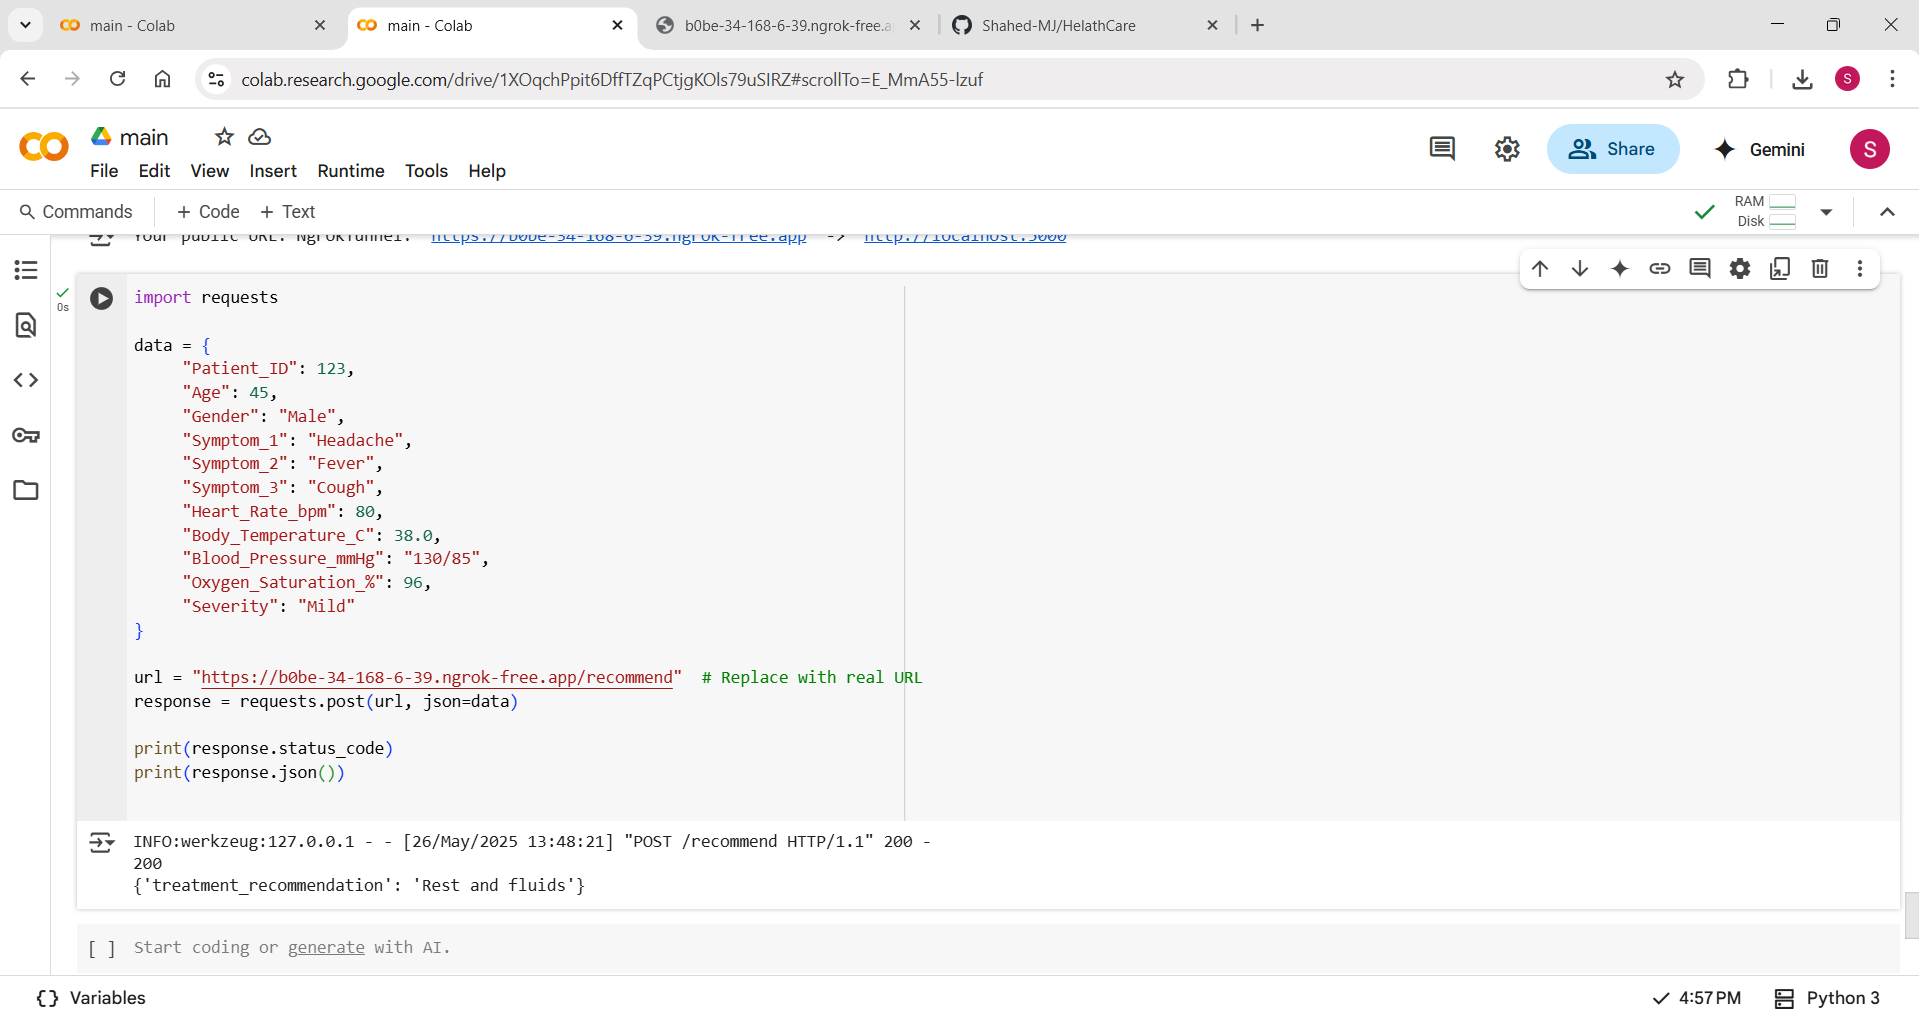 main - Colab
main - Colab
b0be-34-168-6-39.ngrok-free.a
Shahed-MJ/HelathCare
colab.research.google.com/drive/1XOqchPpit6DffTZqPCtjgKOls79uSIRZ#scrollTo=E_MmA55-lzuf
S
main
File Edit View Insert Runtime Tools Help
Share
Gemini
S
Commands
+ Code + Text
RAM
Disk
Your public URL: NgrokTunnel: "https://b0be-34-168-6-39.ngrok-free.app" -> "http://localhost:5000"
0s
import requests
data = {
"Patient_ID": 123,
"Age": 45,
"Gender": "Male",
"Symptom_1": "Headache",
"Symptom_2": "Fever",
"Symptom_3": "Cough",
"Heart_Rate_bpm": 80,
"Body_Temperature_C": 38.0,
"Blood_Pressure_mmHg": "130/85",
"Oxygen_Saturation_%": 96,
"Severity": "Mild"
}
url = "https://b0be-34-168-6-39.ngrok-free.app/recommend"  # Replace with real URL
response = requests.post(url, json=data)
print(response.status_code)
print(response.json())
INFO:werkzeug:127.0.0.1 - - [26/May/2025 13:48:21] "POST /recommend HTTP/1.1" 200 -
200
{'treatment_recommendation': 'Rest and fluids'}
[ ] Start coding or generate with AI.
{} Variables
4:57 PM
Python 3